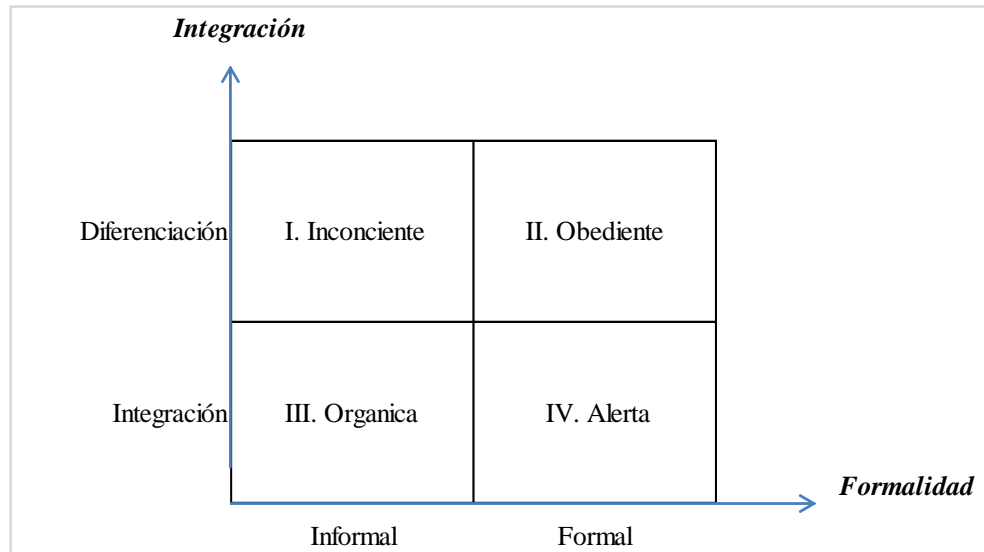 Integración
Diferenciación
I. Inconciente
II. Obediente
Integración
III. Organica
IV. Alerta
Formalidad
Informal
Formal